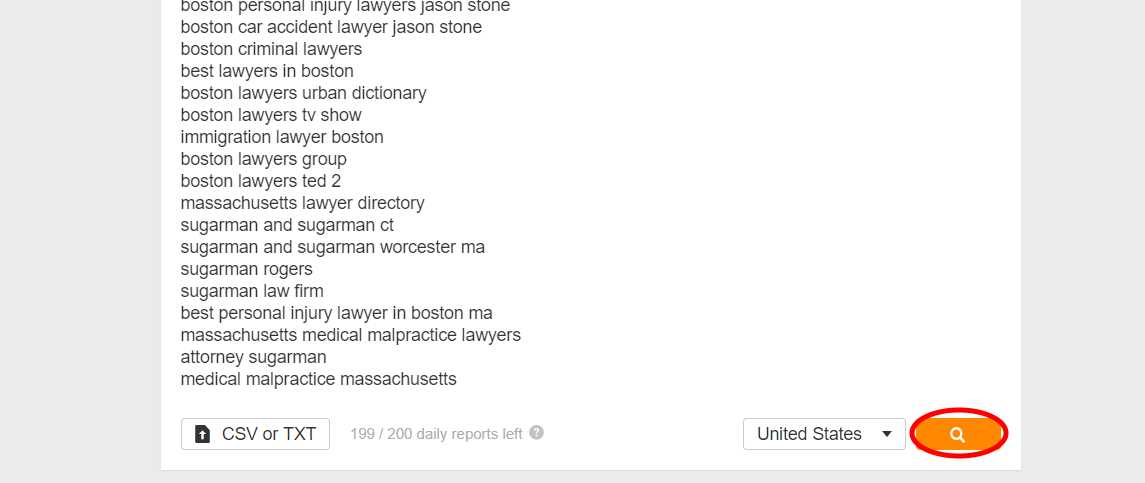 boston personal injury lawyers jason stone
boston car accident lawyer jason stone
boston criminal lawyers
best lawyers in boston
boston lawyers urban dictionary
boston lawyers tv show
immigration lawyer boston
boston lawyers group
boston lawyers ted 2
massachusetts lawyer directory
sugarman and sugarman ct
sugarman and sugarman worcester ma
sugarman rogers
sugarman law firm
best personal injury lawyer in boston ma
massachusetts medical malpractice lawyers
attorney sugarman
medical malpractice massachusetts
CSV or TXT 199 / 200 daily reports left ? United States